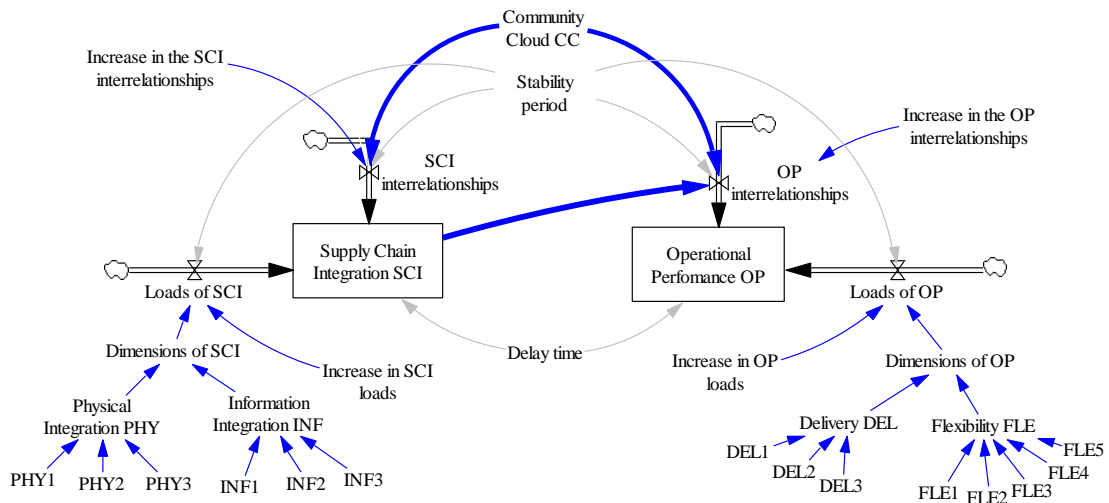 Community
Cloud CC
Increase in the SCI
interrelationships
Stability
period
Increase in the OP
interrelationships
SCI
interrelationships
OP
interrelationships
Supply Chain
Integration SCI
Operational
Perfomance OP
Loads of SCI
Loads of OP
Dimensions of SCI
Delay time
Increase in SCI
loads
Increase in OP
loads
Dimensions of OP
Physical
Integration PHY
Information
Integration INF
Delivery DEL
Flexibility FLE
PHY1
PHY2
PHY3
INF1
INF2
INF3
DEL1
DEL2
DEL3
FLE1
FLE2
FLE3
FLE4
FLE5